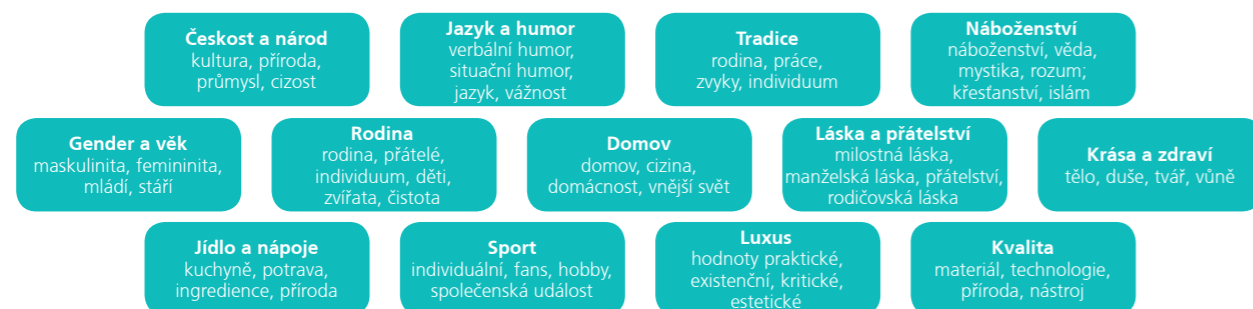 Českost a národ
kultura, příroda,
průmysl, cizost
Jazyk a humor
verbální humor,
situační humor,
jazyk, vážnost
Tradice
rodina, práce,
zvyky, individuum
Náboženství
náboženství, věda,
mystika, rozum;
křesťanství, islám
Gender a věk
maskulinita, femininita,
mládí, stáří
Rodina
rodina, přátelé,
individuum, děti,
zvířata, čistota
Domov
domov, cizina,
domácnost, vnější svět
Láska a přátelství
milostná láska,
manželská láska, přátelství,
rodičovská láska
Krása a zdraví
tělo, duše, tvář, vůně
Jídlo a nápoje
kuchyně, potrava,
ingredience, příroda
Sport
individuální, fans, hobby,
společenská událost
Luxus
hodnoty praktické,
existenční, kritické,
estetické
Kvalita
materiál, technologie,
příroda, nástroj